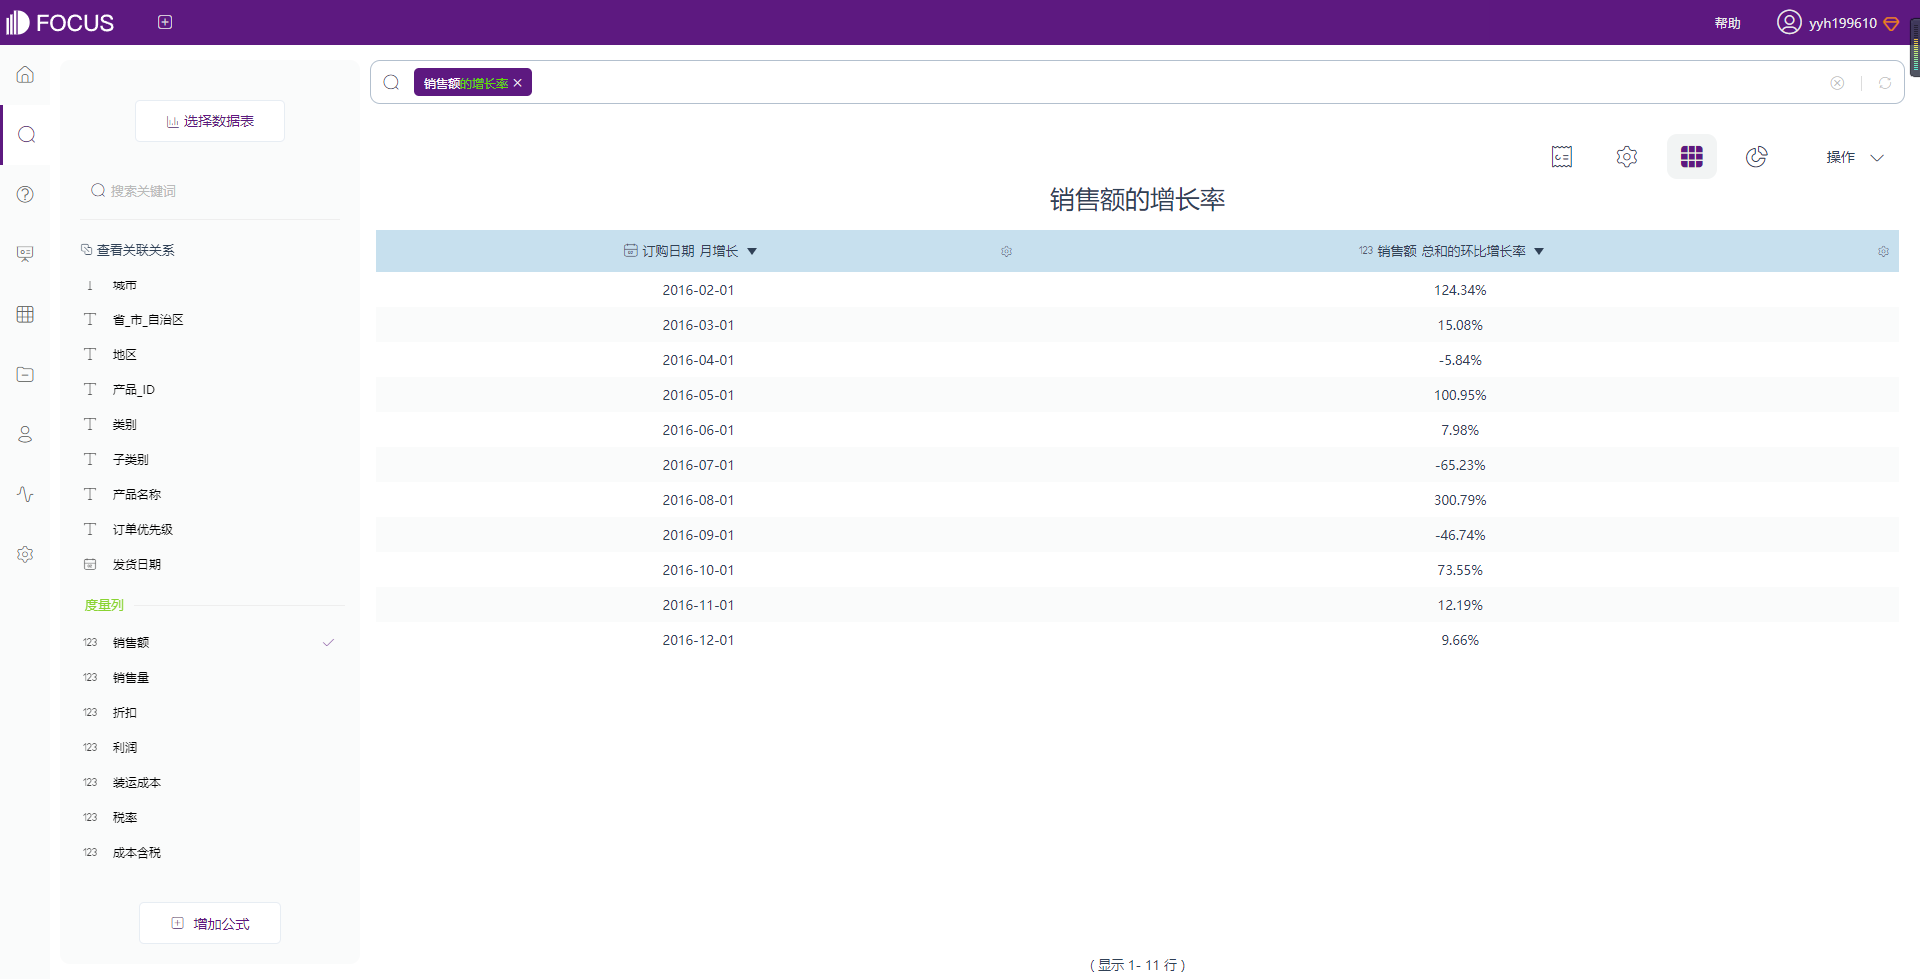 FOCUS
帮助
yyh199610
选择数据表
搜索关键词
查看关联关系
城市
省_市_自治区
地区
产品_ID
类别
子类别
产品名称
订单优先级
发货日期
度量列
123 销售额
123 销售量
123 折扣
123 利润
123 装运成本
123 税率
123 成本含税
增加公式
销售额的增长率
操作
销售额的增长率
订购日期 月增长 123 销售额 总和的环比增长率
2016-02-01 124.34%
2016-03-01 15.08%
2016-04-01 -5.84%
2016-05-01 100.95%
2016-06-01 7.98%
2016-07-01 -65.23%
2016-08-01 300.79%
2016-09-01 -46.74%
2016-10-01 73.55%
2016-11-01 12.19%
2016-12-01 9.66%
( 显示 1- 11 行 )